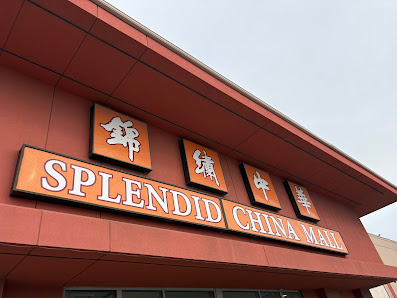 錦繡中華
SPLENDID CHINA MALL